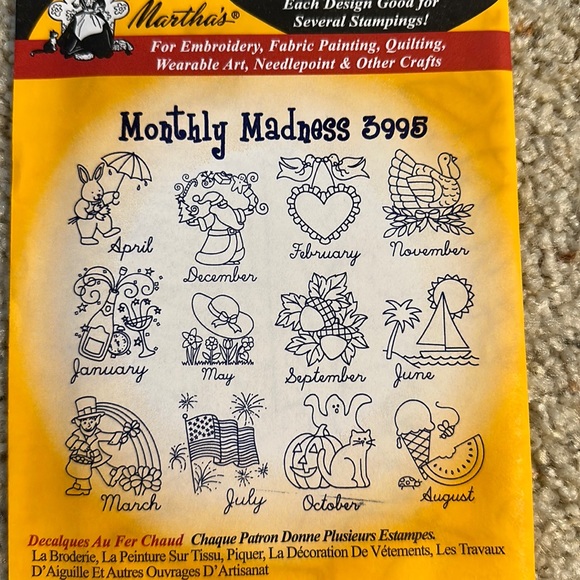 Martha's®
Each Design Good for
Several Stampings!
For Embroidery, Fabric Painting, Quilting,
Wearable Art, Needlepoint & Other Crafts
Monthly Madness 3995
April
December
February
November
January
May
September
June
March
July
October
August
Decalques Au Fer Chaud Chaque Patron Donne Plusieurs Estampes.
La Broderie, La Peinture Sur Tissu, Piquer, La Décoration De Vétements, Les Travaux
D'Aiguille Et Autres Ouvrages D'Artisanat